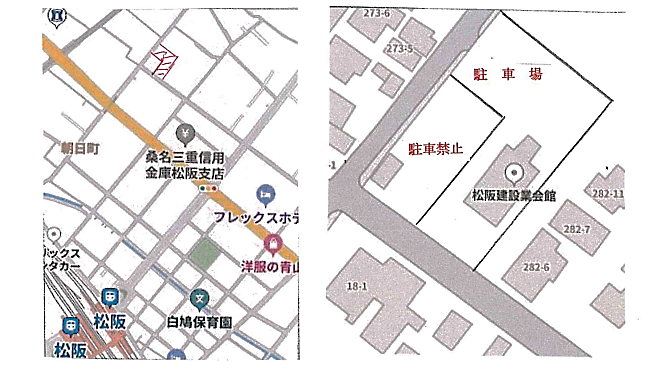 朝日町
桑名三重信用
金庫松阪支店
フレックスホテ
洋服の青山
リックス
ンタカー
白鳩保育園
松阪
松阪
273-6
273-5
駐車場
駐車禁止
-1
松阪建設業会館
282-11
282-7
282-6
18-1